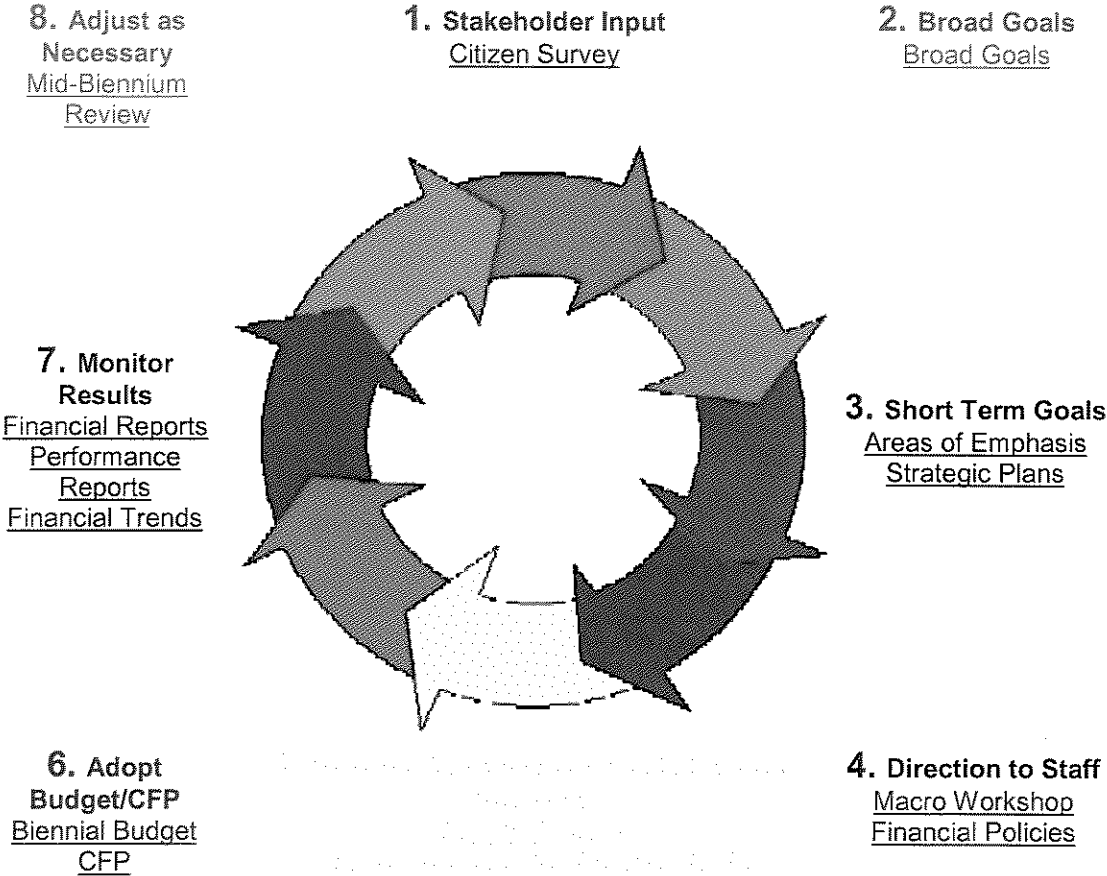 1. Stakeholder Input
Citizen Survey
2. Broad Goals
Broad Goals
3. Short Term Goals
Areas of Emphasis
Strategic Plans
4. Direction to Staff
Macro Workshop
Financial Policies
6. Adopt
Budget/CFP
Biennial Budget
CFP
7. Monitor
Results
Financial Reports
Performance
Reports
Financial Trends
8. Adjust as
Necessary
Mid-Biennium
Review